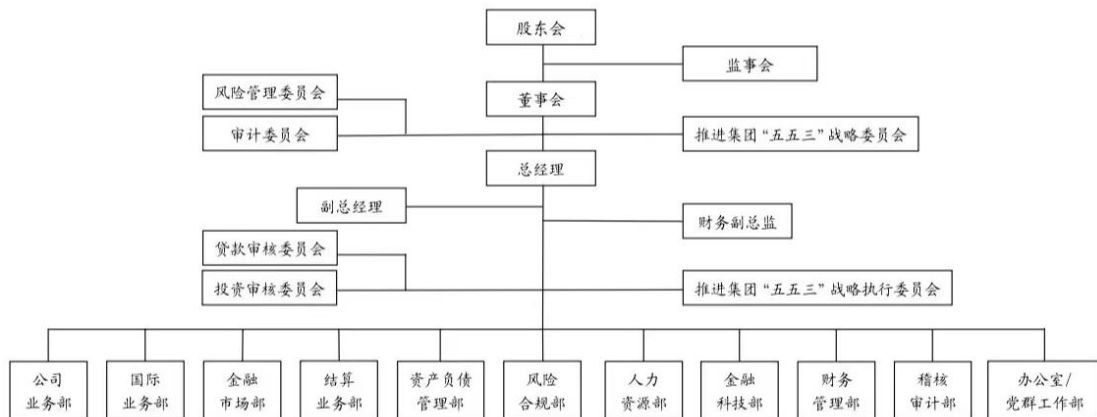 股东会
监事会
风险管理委员会
董事会
审计委员会
推进集团“五五三”战略委员会
总经理
副总经理
财务副总监
贷款审核委员会
投资审核委员会
推进集团“五五三”战略执行委员会
公司
业务部
国际
业务部
金融
市场部
结算
业务部
资产负债
管理部
风险
合规部
人力
资源部
金融
科技部
财务
管理部
稽核
审计部
办公室/
党群工作部